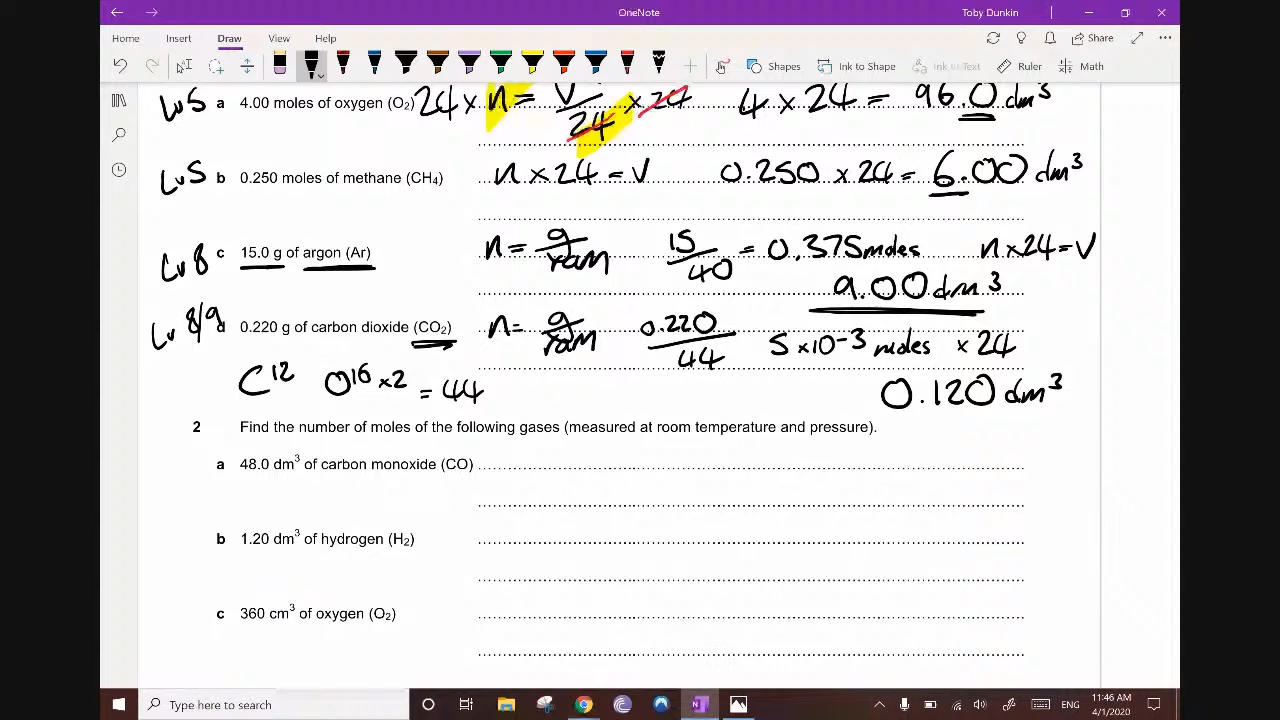 OneNote
Toby Dunkin
Home Insert Draw View Help
Share
Shapes Ink to Shape Ink to Text Ruler Math
Lv5 a 4.00 moles of oxygen (O₂) 24 × n = V/24 × 24 4 × 24 = 96.0 dm³
Lv5 b 0.250 moles of methane (CH₄) n × 24 = V 0.250 × 24 = 6.00 dm³
Lv 8 c 15.0 g of argon (Ar) n = g/ram 15/40 = 0.375 moles n × 24 = V
9.00 dm³
Lv 8/9 d 0.220 g of carbon dioxide (CO₂) n = g/ram 0.220/44 5 × 10-3 moles × 24
C¹² O¹⁶ × 2 = 44 0.120 dm³
2 Find the number of moles of the following gases (measured at room temperature and pressure).
a 48.0 dm³ of carbon monoxide (CO)
b 1.20 dm³ of hydrogen (H₂)
c 360 cm³ of oxygen (O₂)
Type here to search
ENG
11:46 AM
4/1/2020